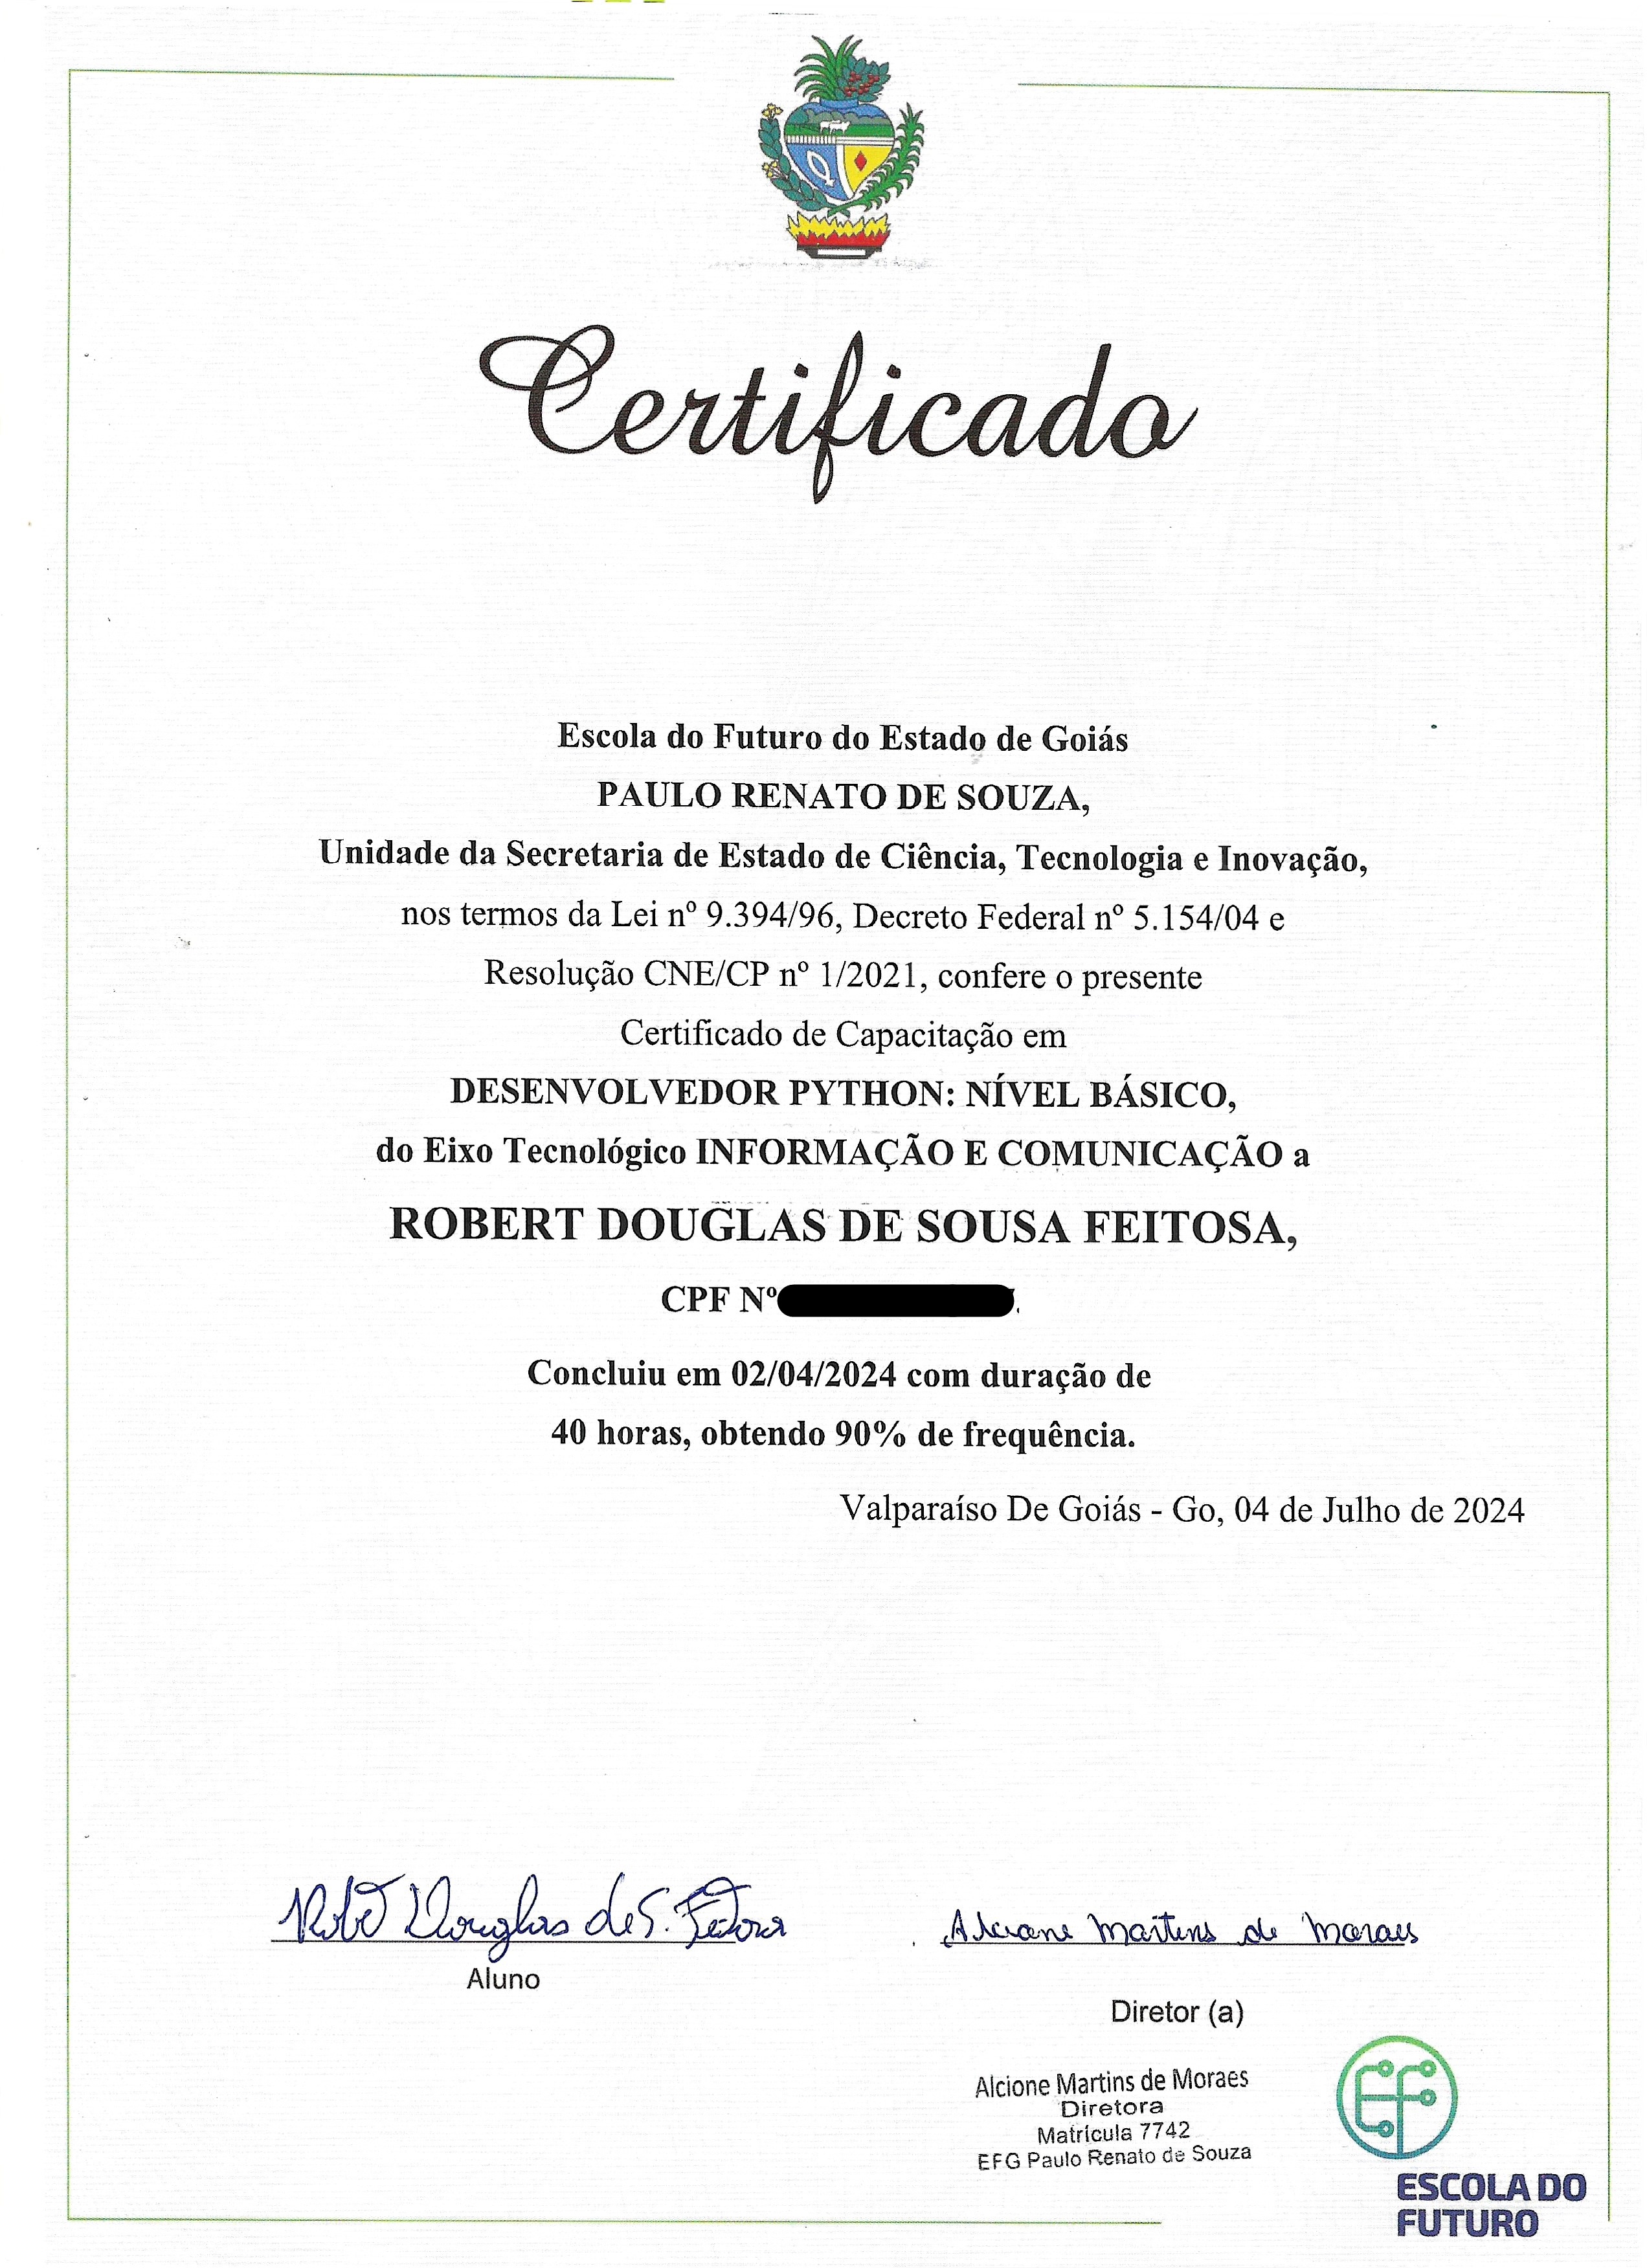 Certificado
Escola do Futuro do Estado de Goiás
PAULO RENATO DE SOUZA,
Unidade da Secretaria de Estado de Ciência, Tecnologia e Inovação,
nos termos da Lei nº 9.394/96, Decreto Federal nº 5.154/04 e
Resolução CNE/CP nº 1/2021, confere o presente
Certificado de Capacitação em
DESENVOLVEDOR PYTHON: NÍVEL BÁSICO,
do Eixo Tecnológico INFORMAÇÃO E COMUNICAÇÃO a
ROBERT DOUGLAS DE SOUSA FEITOSA,
CPF Nº .
Concluiu em 02/04/2024 com duração de
40 horas, obtendo 90% de frequência.
Valparaíso De Goiás - Go, 04 de Julho de 2024
Robert Douglas de S. Feitosa
Aluno
Alcione Martins de Moraes
Diretor (a)
Alcione Martins de Moraes
Diretora
Matrícula 7742
EFG Paulo Renato de Souza
EF
ESCOLA DO
FUTURO